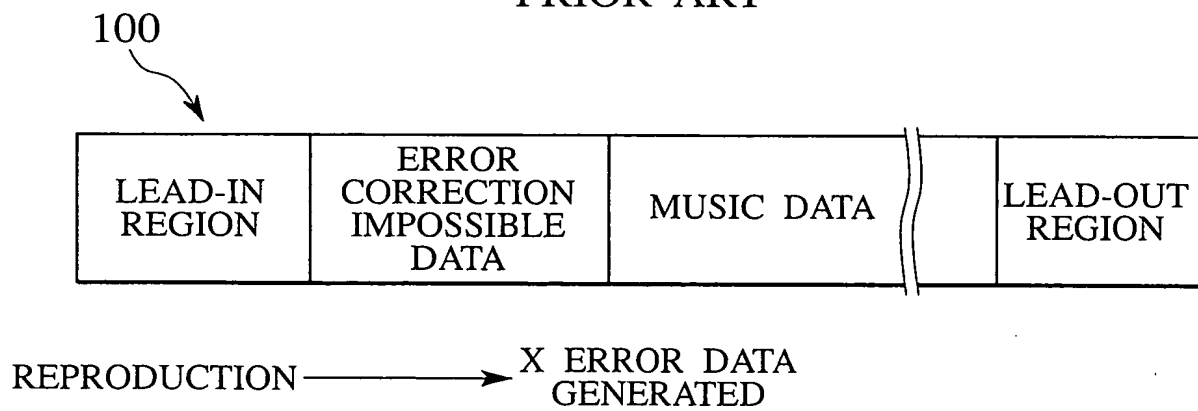 PRIOR ART
100
LEAD-IN
REGION
ERROR
CORRECTION
IMPOSSIBLE
DATA
MUSIC DATA
LEAD-OUT
REGION
REPRODUCTION
X ERROR DATA
GENERATED